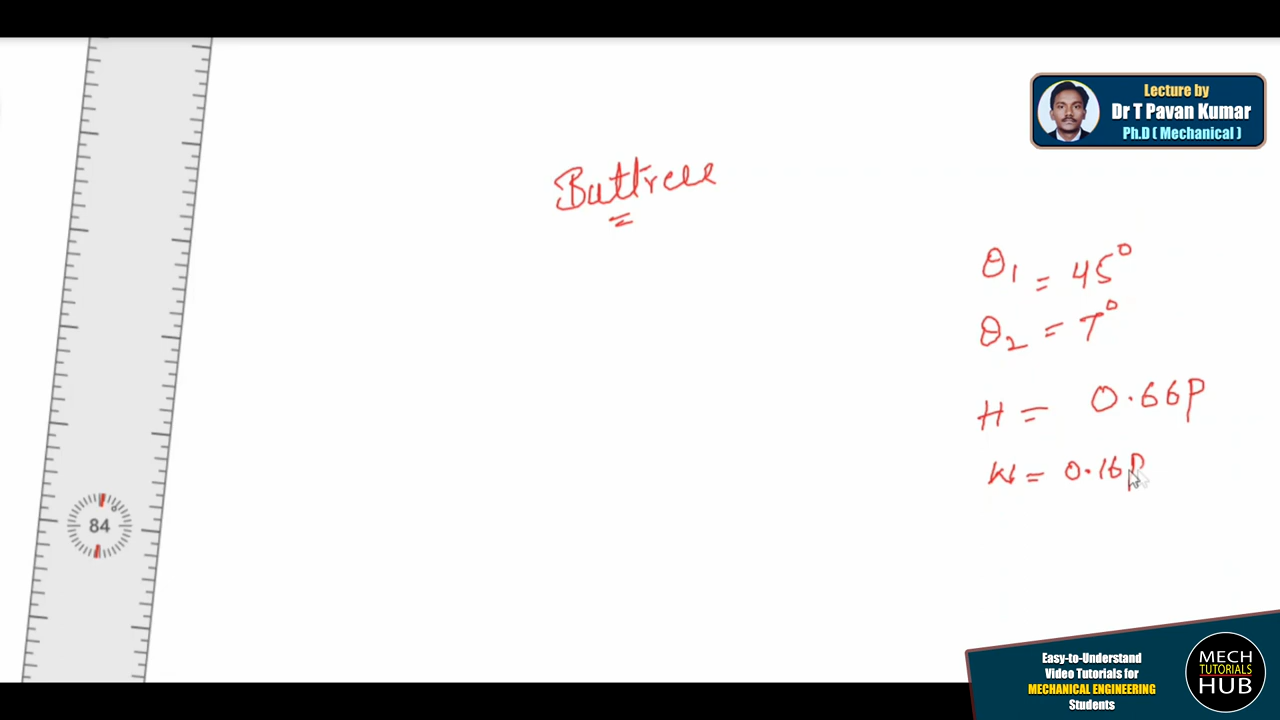 Lecture by
Dr T Pavan Kumar
Ph.D ( Mechanical )
Buttress
θ1 = 45°
θ2 = 7°
H = 0.66P
W = 0.16P
84
Easy-to-Understand
Video Tutorials for
MECHANICAL ENGINEERING
Students
MECH
TUTORIALS
HUB